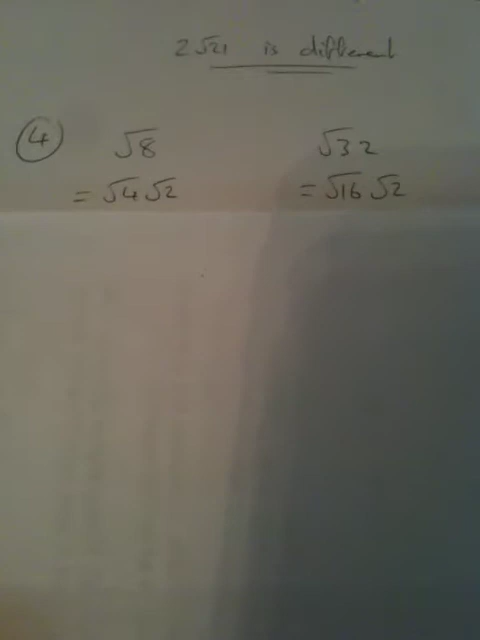 2√21 is different
④ √8 √32
= √4 √2 = √16 √2